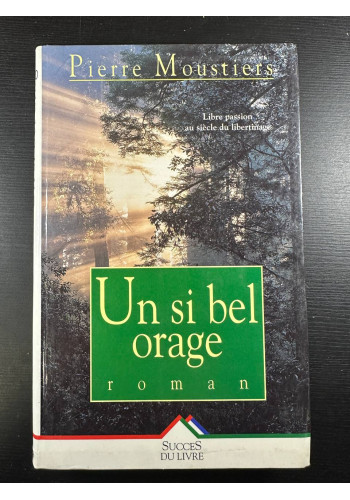 Pierre Moustiers
Libre passion
au siècle du libertinage
Un si bel
orage
roman
SUCCES
DU LIVRE